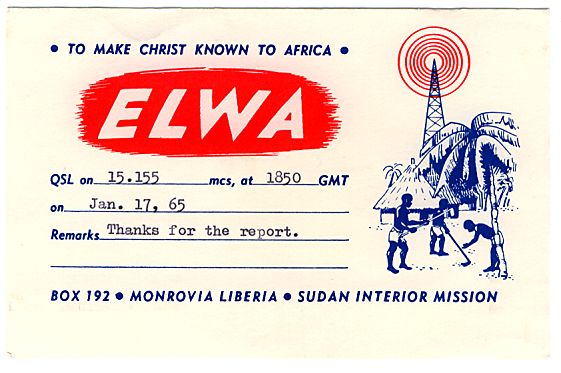 • TO MAKE CHRIST KNOWN TO AFRICA •
ELWA
QSL on 15.155 mcs, at 1850 GMT
on Jan. 17, 65
Remarks Thanks for the report.
BOX 192 • MONROVIA LIBERIA • SUDAN INTERIOR MISSION